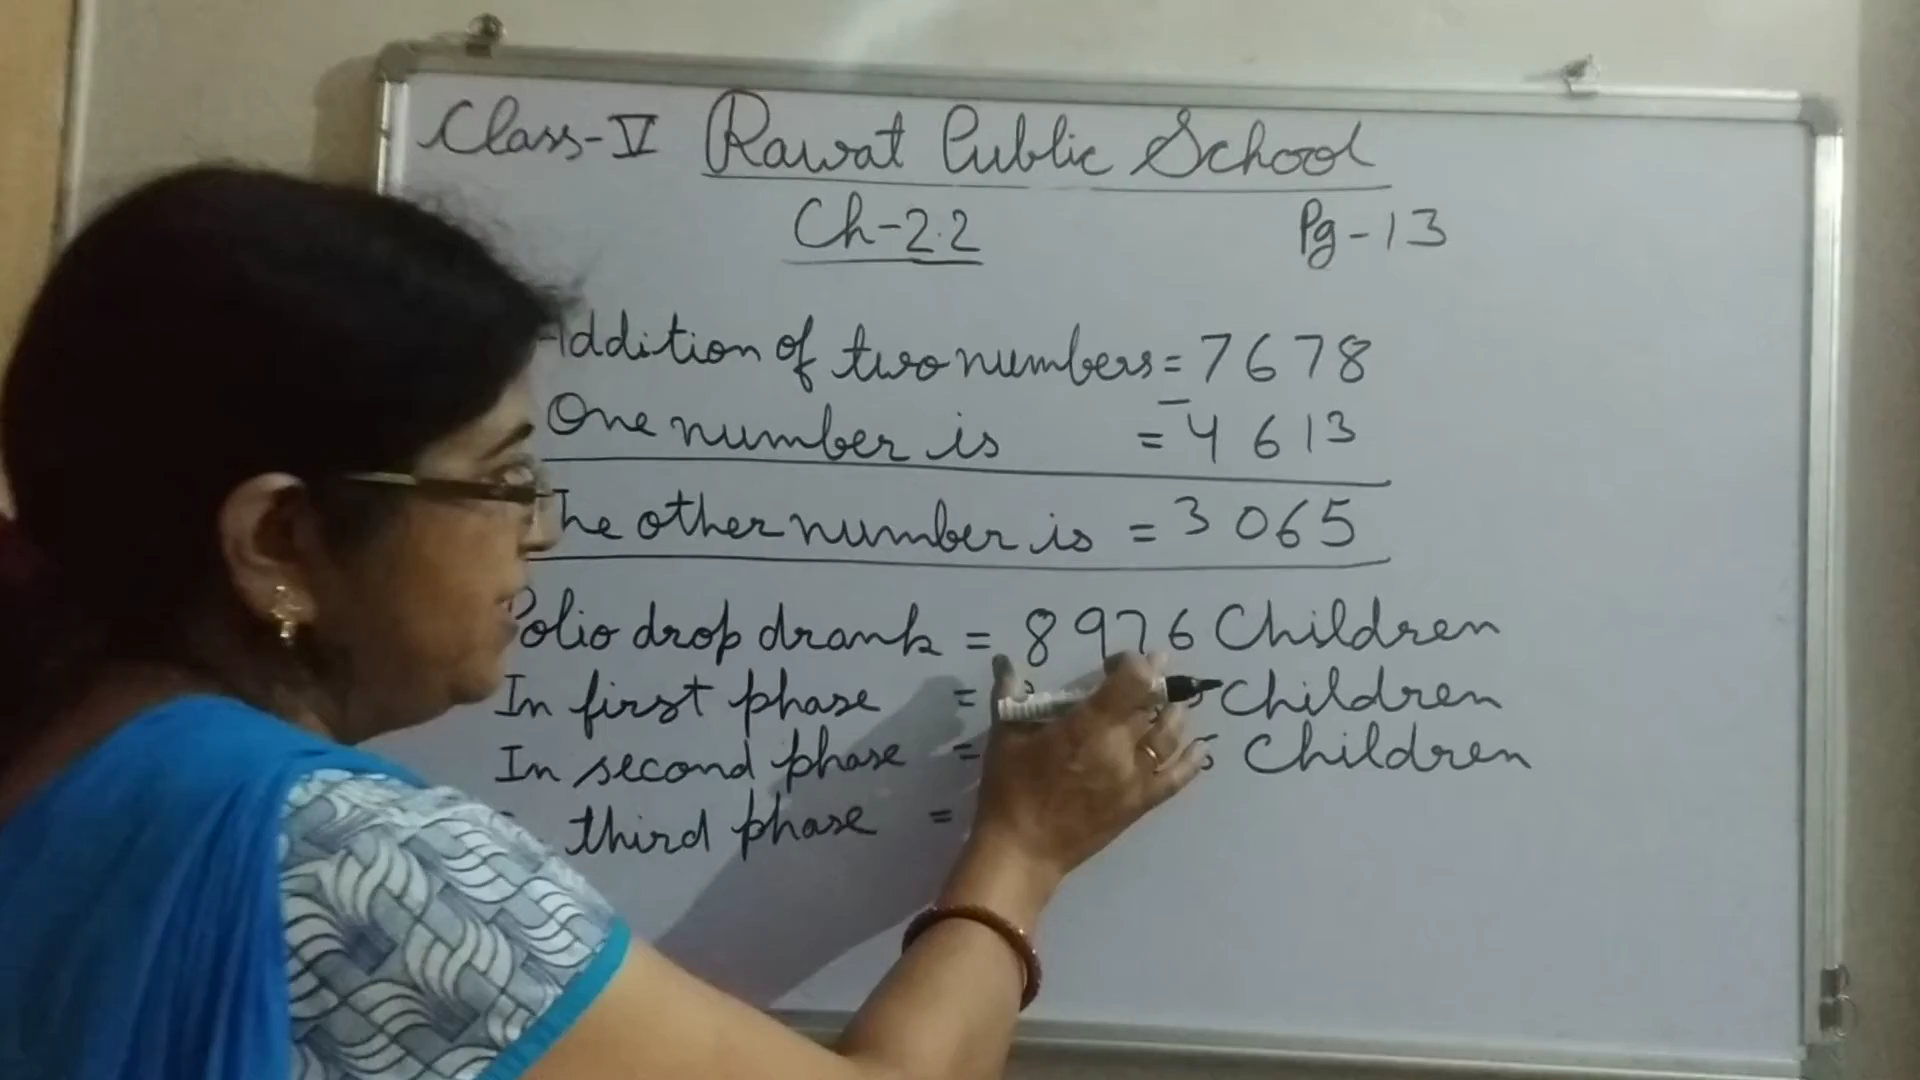 Class-V Rawat Public School
Ch-2.2 Pg-13
Addition of two numbers = 7678
One number is = - 4613
The other number is = 3065
Polio drop drank = 8976 Children
In first phase = Children
In second phase = Children
third phase =